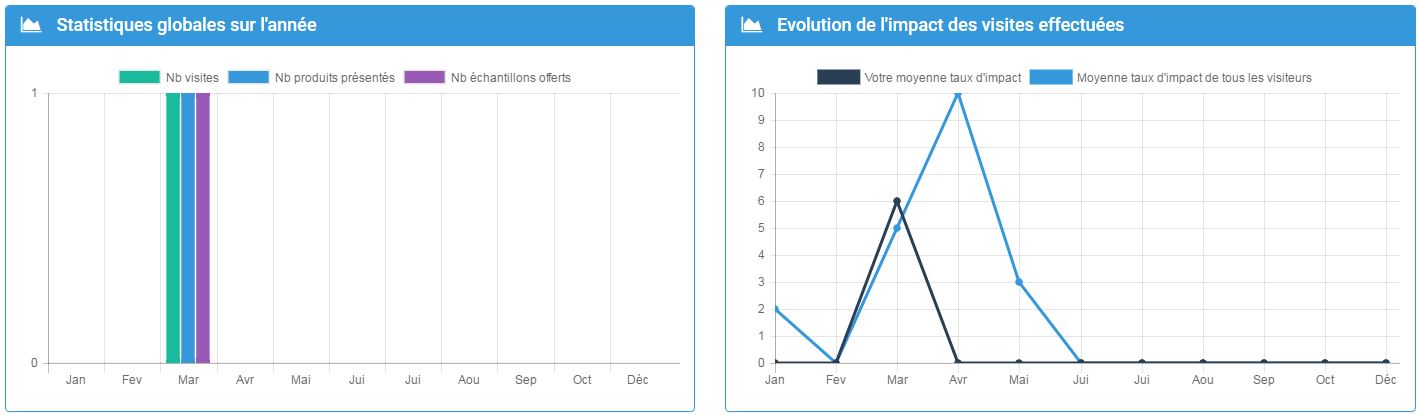 Statistiques globales sur l'année
Nb visites Nb produits présentés Nb échantillons offerts
1
0
Jan Fev Mar Avr Mai Jui Jui Aou Sep Oct Déc
Evolution de l'impact des visites effectuées
Votre moyenne taux d'impact Moyenne taux d'impact de tous les visiteurs
10
9
8
7
6
5
4
3
2
1
0
Jan Fev Mar Avr Mai Jui Jui Aou Sep Oct Déc